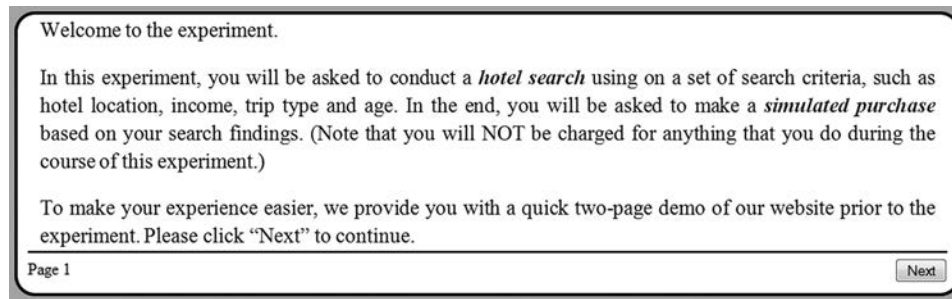 Welcome to the experiment.
In this experiment, you will be asked to conduct a hotel search using on a set of search criteria, such as
hotel location, income, trip type and age. In the end, you will be asked to make a simulated purchase
based on your search findings. (Note that you will NOT be charged for anything that you do during the
course of this experiment.)
To make your experience easier, we provide you with a quick two-page demo of our website prior to the
experiment. Please click “Next” to continue.
Page 1
Next